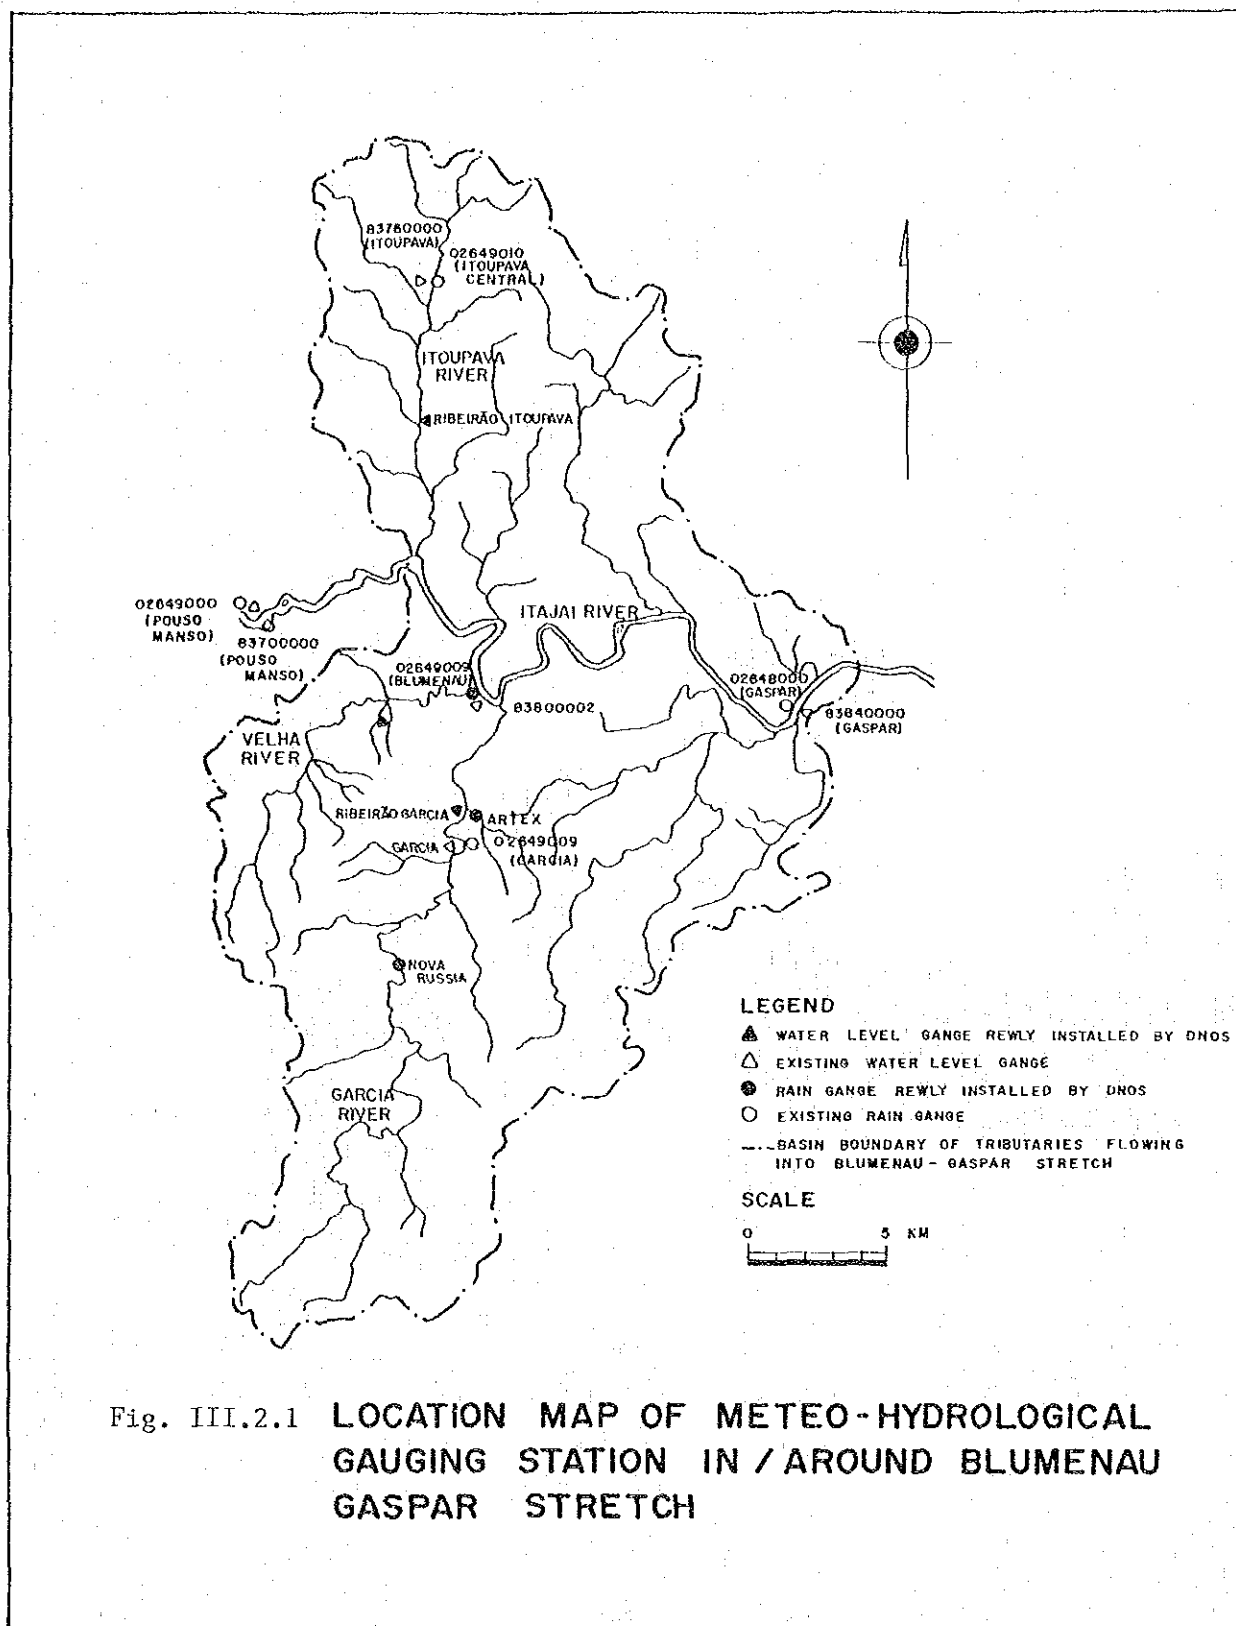 83760000
(ITOUPAVA)
02649010
(ITOUPAVA
CENTRAL)
ITOUPAVA
RIVER
RIBEIRÃO ITOUPAVA
02649000
(POUSO
MANSO)
83700000
(POUSO
MANSO)
ITAJAI RIVER
02649009
(BLUMENAU)
83800002
02648000
(GASPAR)
83840000
(GASPAR)
VELHA
RIVER
RIBEIRÃO GARCIA
ARTEX
GARCIA
02649009
(GARCIA)
NOVA
RUSSIA
GARCIA
RIVER
LEGEND
WATER LEVEL GANGE REWLY INSTALLED BY DNOS
EXISTING WATER LEVEL GANGE
RAIN GANGE REWLY INSTALLED BY DNOS
EXISTING RAIN GANGE
BASIN BOUNDARY OF TRIBUTARIES FLOWING
INTO BLUMENAU - GASPAR STRETCH
SCALE
0 5 KM
Fig. III.2.1 LOCATION MAP OF METEO-HYDROLOGICAL
GAUGING STATION IN / AROUND BLUMENAU
GASPAR STRETCH